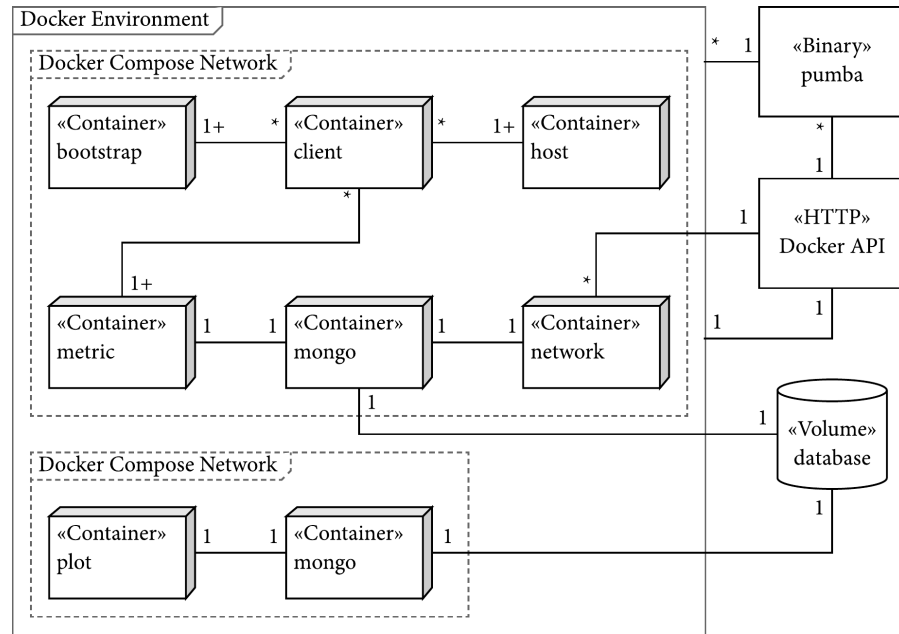 Docker Environment
Docker Compose Network
«Container»
bootstrap
1+
*
«Container»
client
*
1+
«Container»
host
*
1
«Binary»
pumba
*
1
«HTTP»
Docker API
1
*
1
1
*
1+
«Container»
metric
1
1
«Container»
mongo
1
1
«Container»
network
1
1
«Volume»
database
1
Docker Compose Network
«Container»
plot
1
1
«Container»
mongo
1